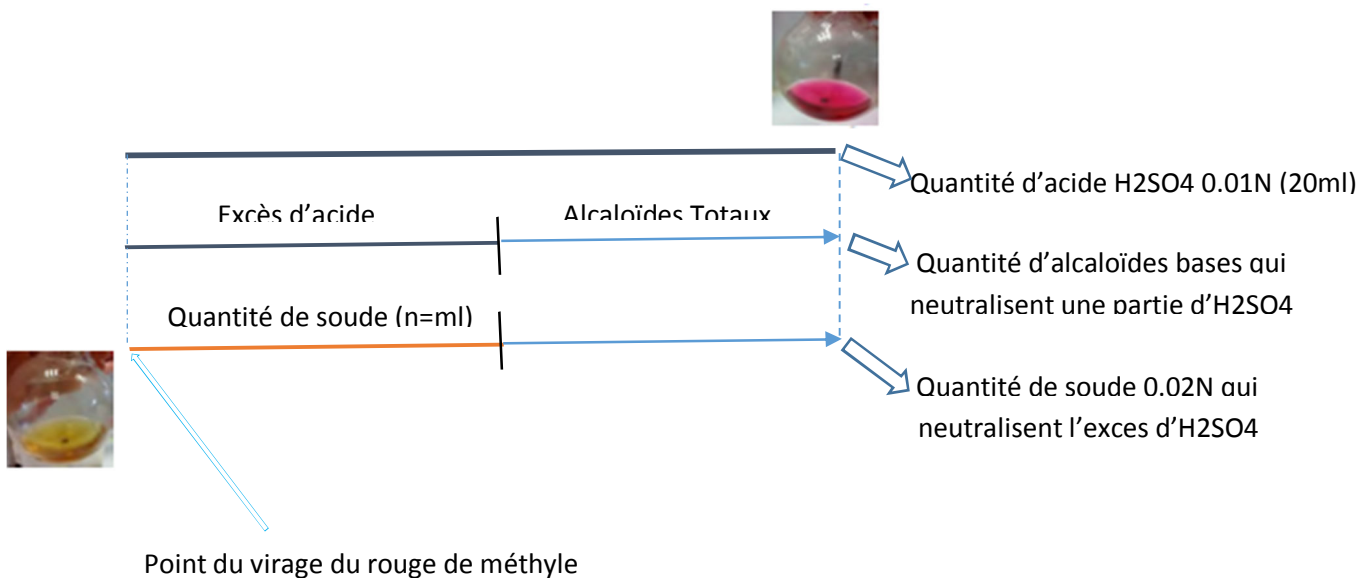 Quantité d’acide H2SO4 0.01N (20ml)
Excès d’acide
Alcaloïdes Totaux
Quantité d’alcaloïdes bases qui
neutralisent une partie d’H2SO4
Quantité de soude (n=ml)
Quantité de soude 0.02N qui
neutralisent l’exces d’H2SO4
Point du virage du rouge de méthyle